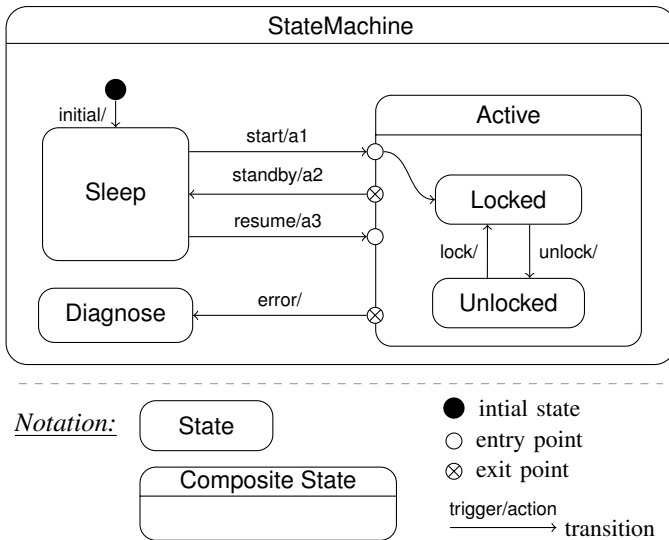 StateMachine
initial/
Sleep
start/a1
standby/a2
resume/a3
Active
Locked
lock/
unlock/
Unlocked
Diagnose
error/
Notation:
State
Composite State
intial state
entry point
exit point
trigger/action
transition